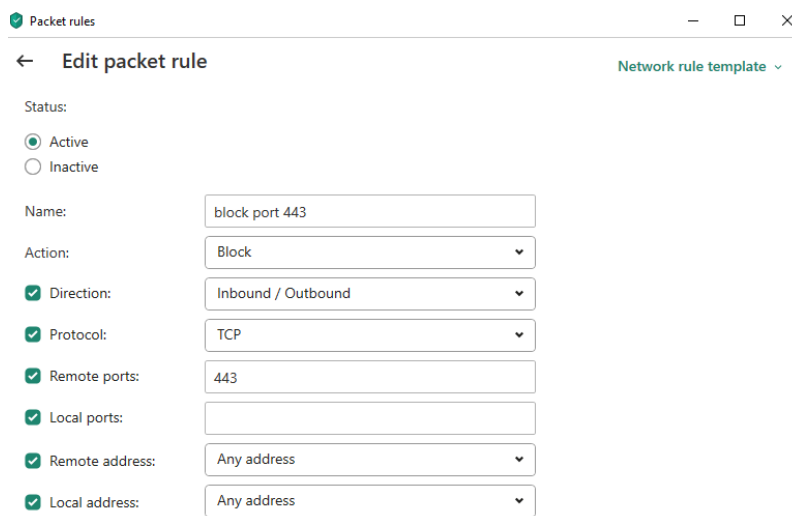 Packet rules
Edit packet rule
Network rule template
Status:
Active
Inactive
Name: block port 443
Action: Block
Direction: Inbound / Outbound
Protocol: TCP
Remote ports: 443
Local ports:
Remote address: Any address
Local address: Any address